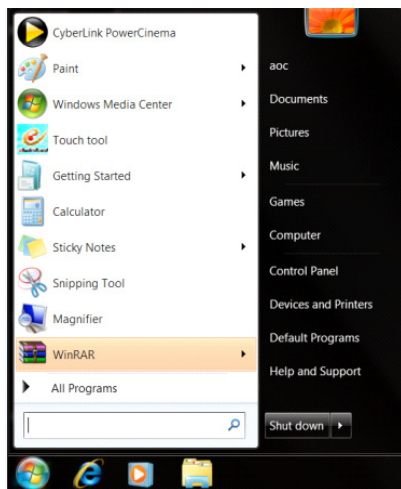 CyberLink PowerCinema
Paint
Windows Media Center
Touch tool
Getting Started
Calculator
Sticky Notes
Snipping Tool
Magnifier
WinRAR
All Programs
aoc
Documents
Pictures
Music
Games
Computer
Control Panel
Devices and Printers
Default Programs
Help and Support
Shut down